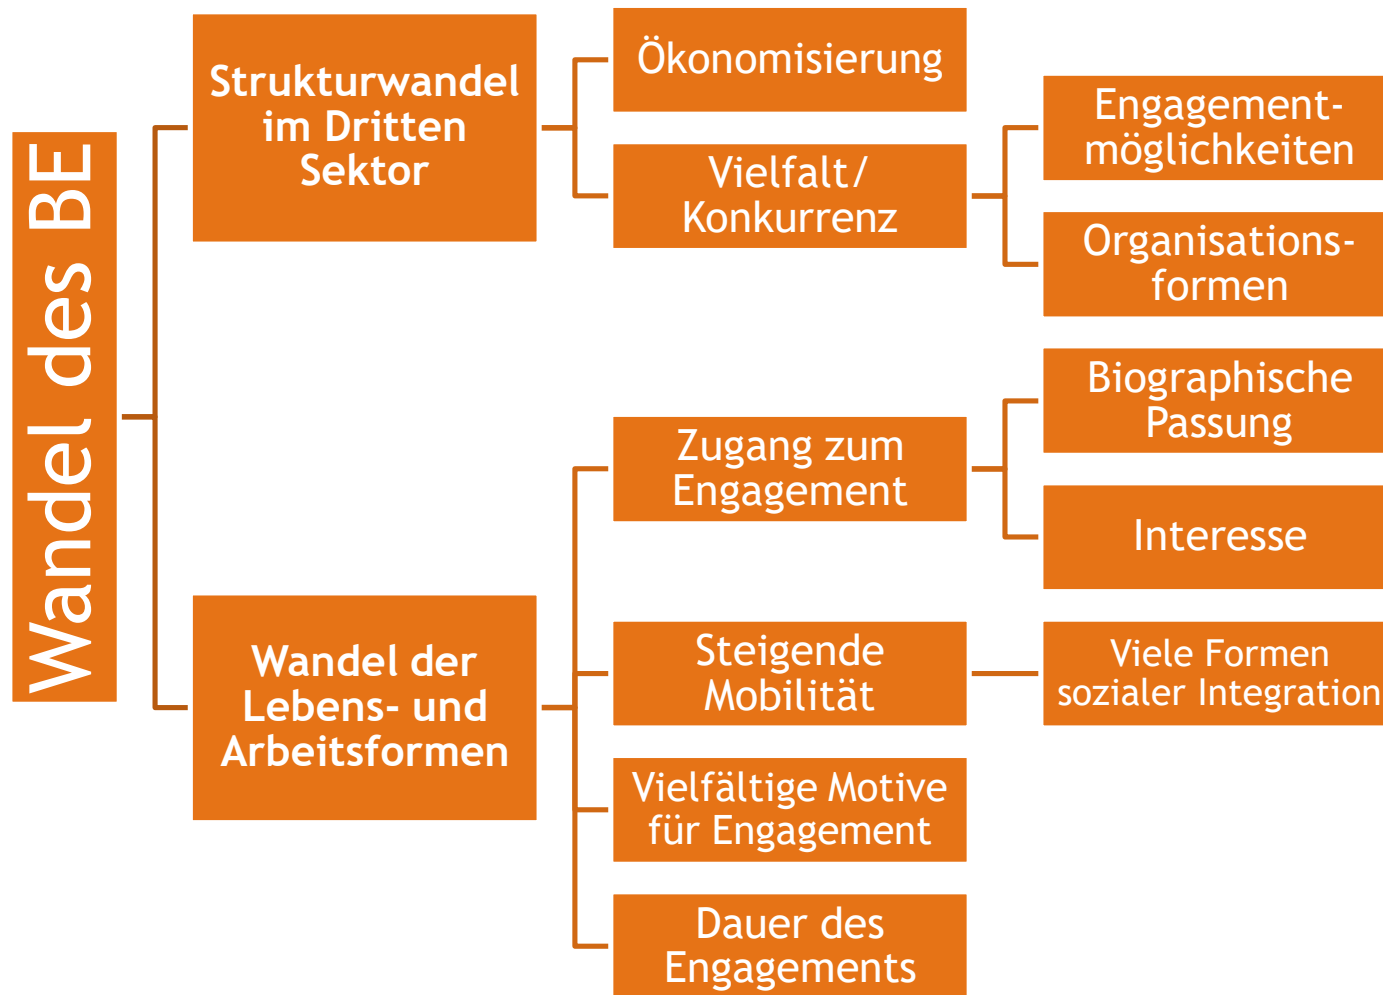 Wandel des BE
Strukturwandel
im Dritten
Sektor
Ökonomisierung
Vielfalt/
Konkurrenz
Engagement-
möglichkeiten
Organisations-
formen
Wandel der
Lebens- und
Arbeitsformen
Zugang zum
Engagement
Biographische
Passung
Interesse
Steigende
Mobilität
Viele Formen
sozialer Integration
Vielfältige Motive
für Engagement
Dauer des
Engagements